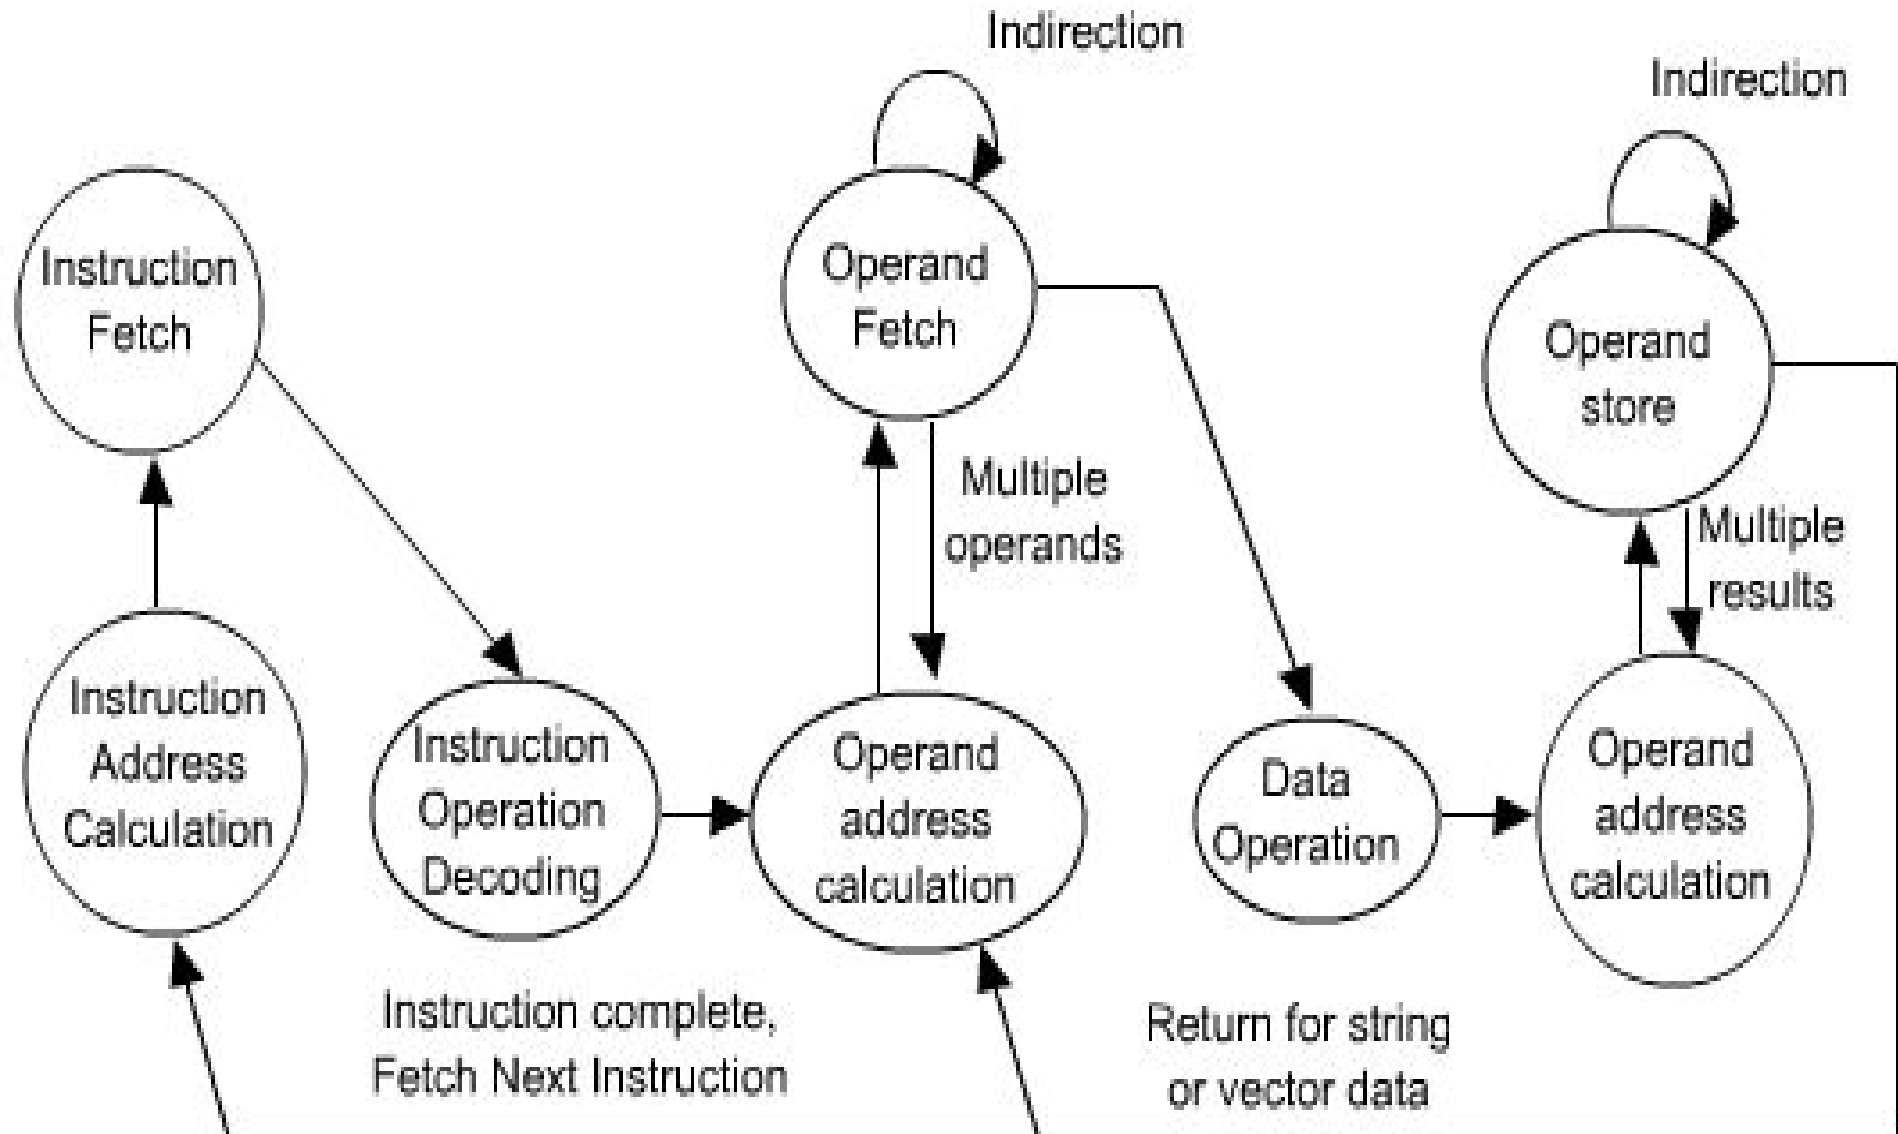 Indirection
Indirection
Instruction
Fetch
Operand
Fetch
Operand
store
Multiple
operands
Multiple
results
Instruction
Address
Calculation
Instruction
Operation
Decoding
Operand
address
calculation
Data
Operation
Operand
address
calculation
Instruction complete,
Fetch Next Instruction
Return for string
or vector data